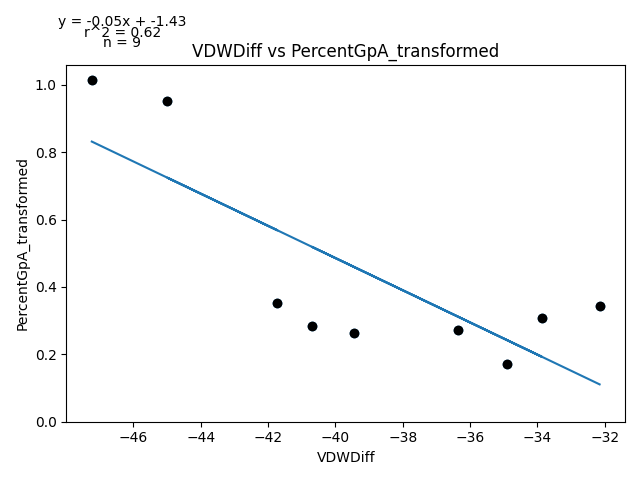 y = -0.05x + -1.43
r^2 = 0.62
n = 9
VDWDiff vs PercentGpA_transformed
PercentGpA_transformed
1.0
0.8
0.6
0.4
0.2
0.0
−46 −44 −42 −40 −38 −36 −34 −32
VDWDiff